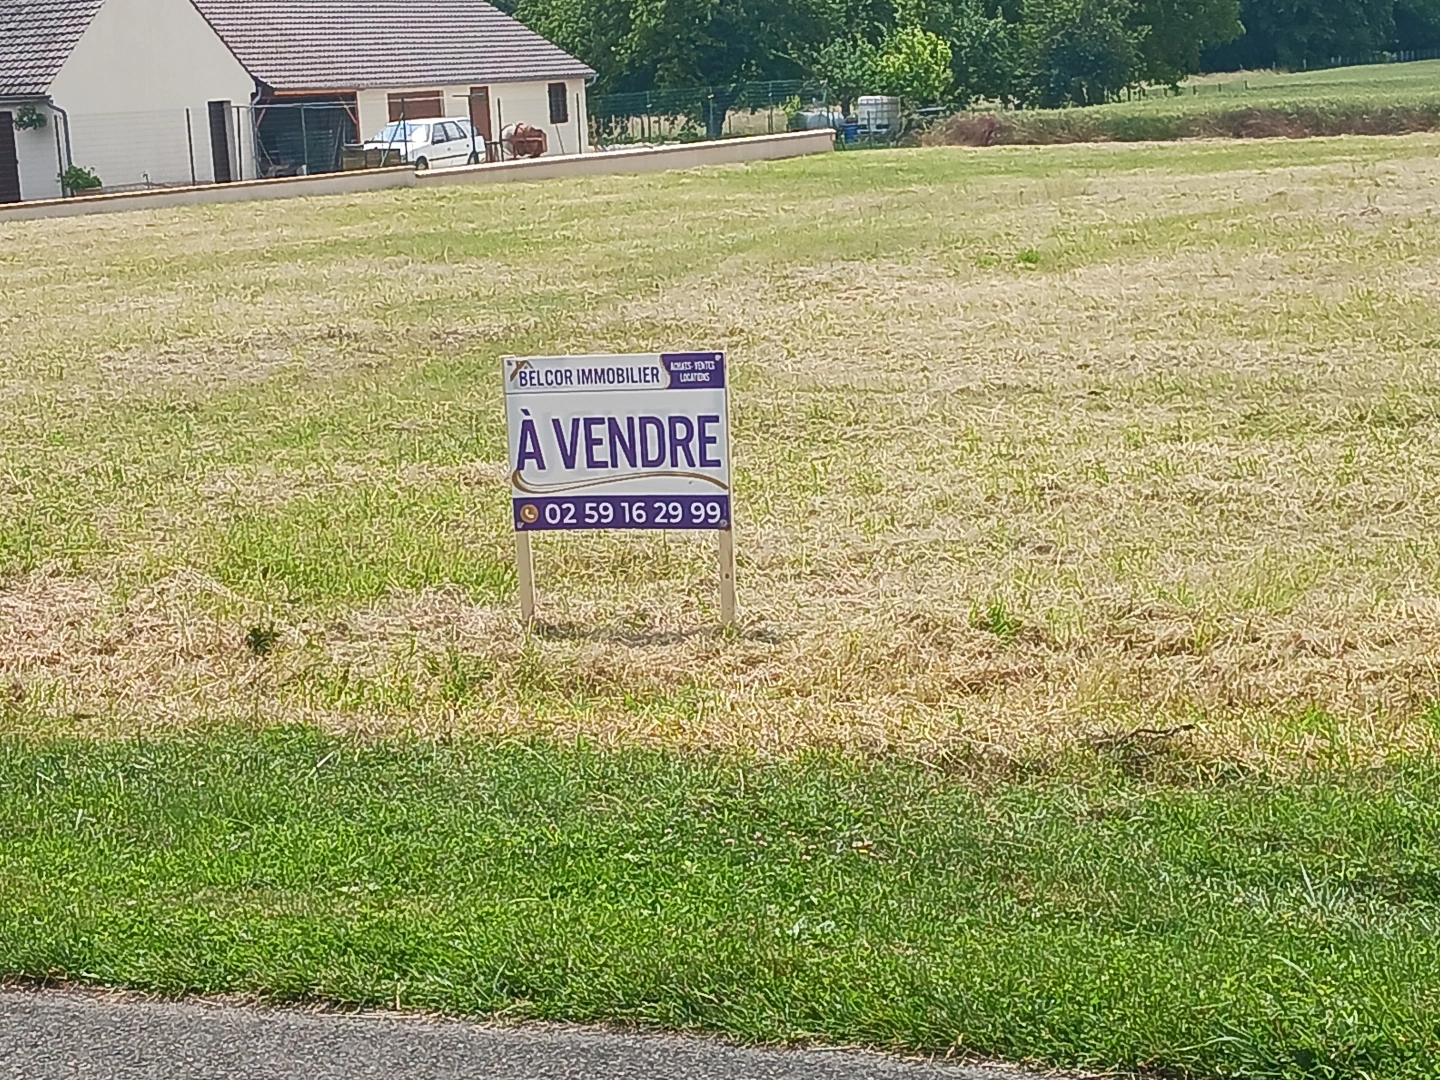 BELCOR IMMOBILIER
ACHATS-VENTES
LOCATIONS
À VENDRE
02 59 16 29 99